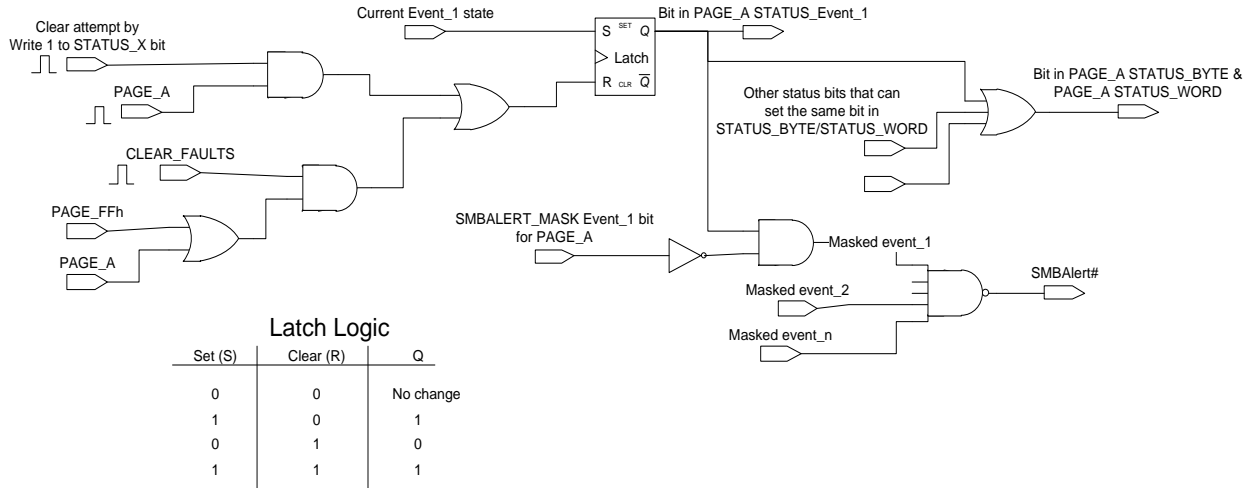 Current Event_1 state
Bit in PAGE_A STATUS_Event_1
Clear attempt by
Write 1 to STATUS_X bit
S SET Q
Latch
R CLR Q
PAGE_A
Bit in PAGE_A STATUS_BYTE &
PAGE_A STATUS_WORD
Other status bits that can
set the same bit in
STATUS_BYTE/STATUS_WORD
CLEAR_FAULTS
PAGE_FFh
PAGE_A
SMBALERT_MASK Event_1 bit
for PAGE_A
Masked event_1
SMBAlert#
Masked event_2
Masked event_n
Latch Logic
Set (S) Clear (R) Q
0 0 No change
1 0 1
0 1 0
1 1 1